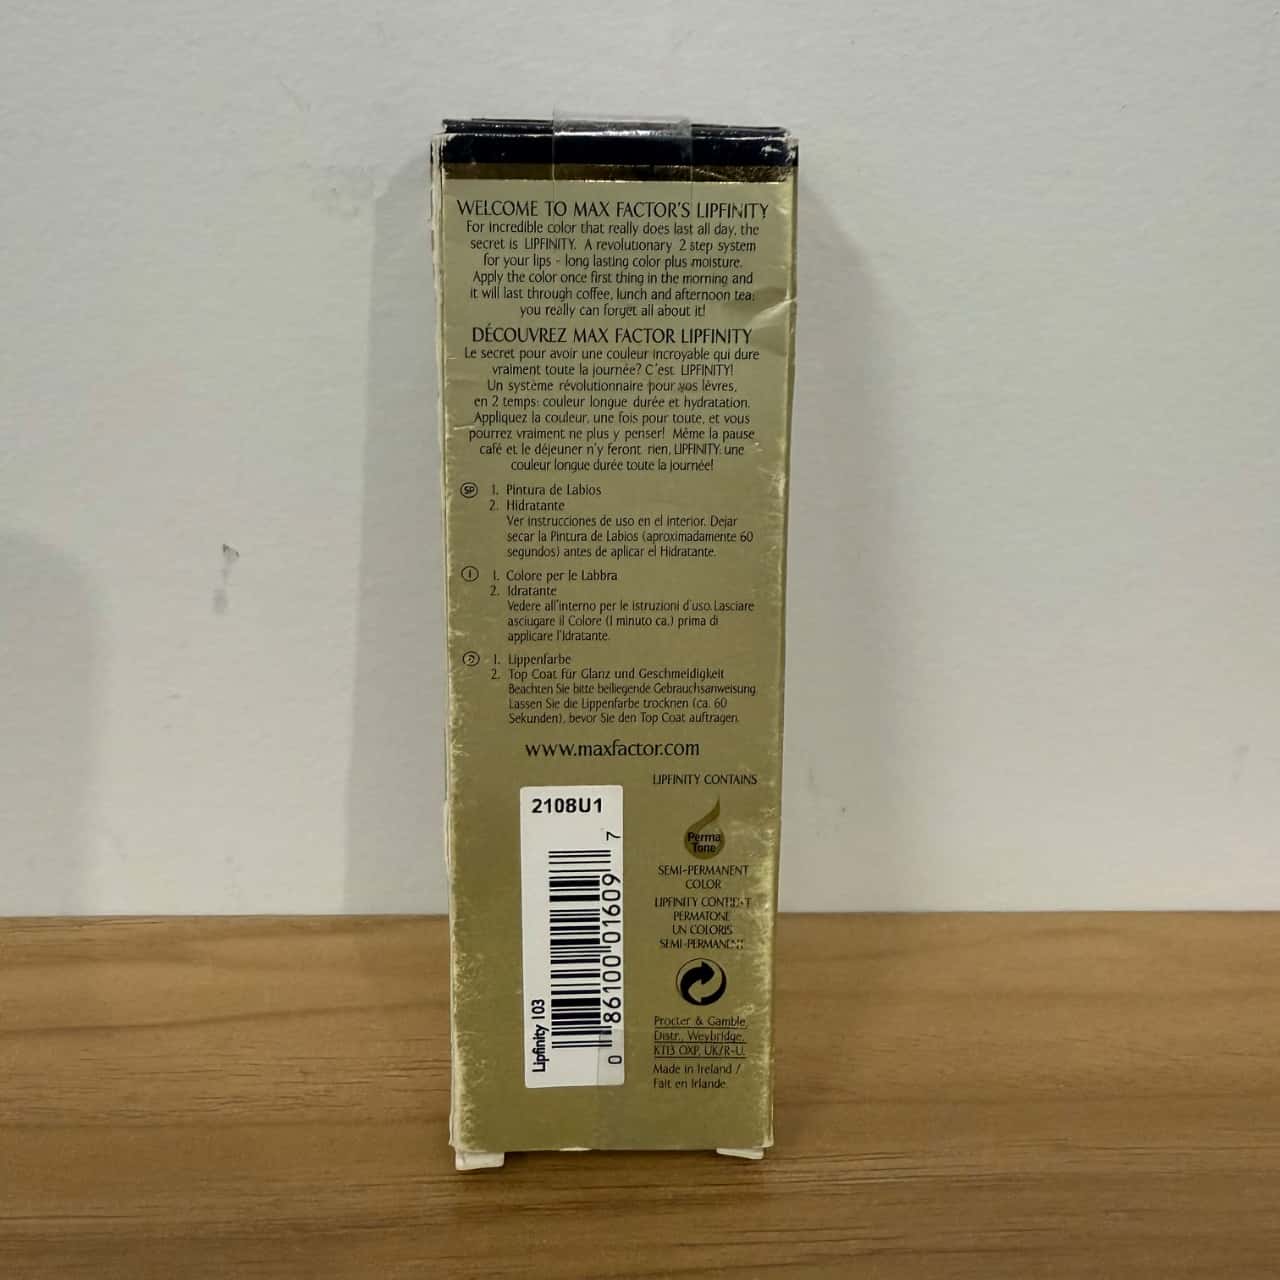 WELCOME TO MAX FACTOR'S LIPFINITY
For incredible color that really does last all day, the
secret is LIPFINITY. A revolutionary 2 step system
for your lips - long lasting color plus moisture.
Apply the color once first thing in the morning and
it will last through coffee, lunch and afternoon tea;
you really can forget all about it!
DÉCOUVREZ MAX FACTOR LIPFINITY
Le secret pour avoir une couleur incroyable qui dure
vraiment toute la journée? C'est LIPFINITY!
Un système révolutionnaire pour vos lèvres,
en 2 temps: couleur longue durée et hydratation.
Appliquez la couleur, une fois pour toute, et vous
pourrez vraiment ne plus y penser! Même la pause
café et le déjeuner n'y feront rien, LIPFINITY: une
couleur longue durée toute la journée!
SP 1. Pintura de Labios
2. Hidratante
Ver instrucciones de uso en el interior. Dejar
secar la Pintura de Labios (aproximadamente 60
segundos) antes de aplicar el Hidratante.
I 1. Colore per le Labbra
2. Idratante
Vedere all'interno per le istruzioni d'uso. Lasciare
asciugare il Colore (1 minuto ca.) prima di
applicare l'Idratante.
D 1. Lippenfarbe
2. Top Coat für Glanz und Geschmeidigkeit
Beachten Sie bitte beiliegende Gebrauchsanweisung.
Lassen Sie die Lippenfarbe trocknen (ca. 60
Sekunden), bevor Sie den Top Coat auftragen.
www.maxfactor.com
2108U1
Lipfinity 103
0 86100 01609 7
LIPFINITY CONTAINS
Perma
Tone
SEMI-PERMANENT
COLOR
LIPFINITY CONTIENT
PERMATONE
UN COLORIS
SEMI-PERMANENT
Procter & Gamble,
Distr., Weybridge,
KT13 0XP, UK/R-U.
Made in Ireland /
Fait en Irlande.